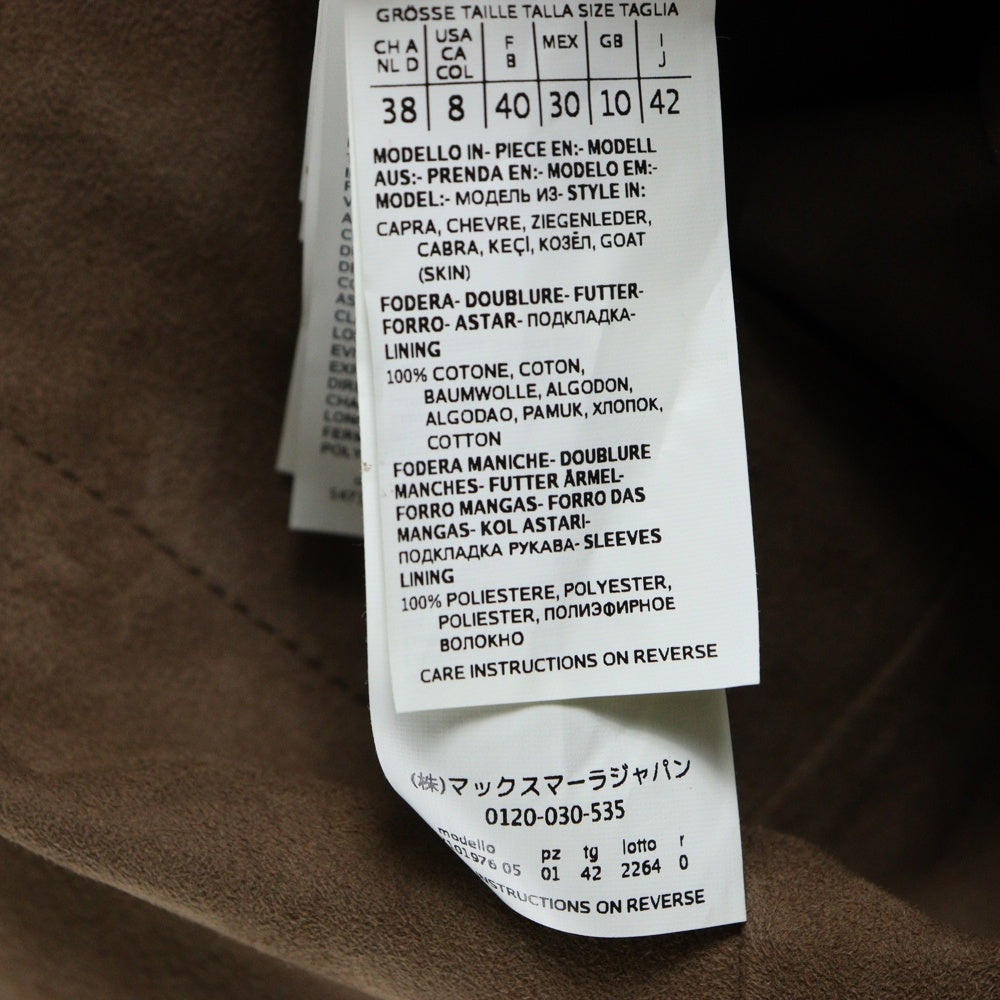 GRÖSSE TAILLE TALLA SIZE TAGLIA
CH A NL D USA CA COL F B MEX GB I J
38 8 40 30 10 42
MODELLO IN- PIECE EN:- MODELL
AUS:- PRENDA EN:- MODELO EM:-
MODEL:- МОДЕЛЬ ИЗ- STYLE IN:
CAPRA, CHEVRE, ZIEGENLEDER,
CABRA, KEÇI, КОЗЁЛ, GOAT
(SKIN)
FODERA- DOUBLURE- FUTTER-
FORRO- ASTAR- ПОДКЛАДКА-
LINING
100% COTONE, COTON,
BAUMWOLLE, ALGODON,
ALGODAO, PAMUK, ХЛОПОК,
COTTON
FODERA MANICHE- DOUBLURE
MANCHES- FUTTER ÄRMEL-
FORRO MANGAS- FORRO DAS
MANGAS- KOL ASTARI-
ПОДКЛАДКА РУКАВА- SLEEVES
LINING
100% POLIESTERE, POLYESTER,
POLIESTER, ПОЛИЭФИРНОЕ
ВОЛОКНО
CARE INSTRUCTIONS ON REVERSE
(株)マックスマーラジャパン
0120-030-535
modello pz tg lotto r
05 01 42 2264 0
ON REVERSE